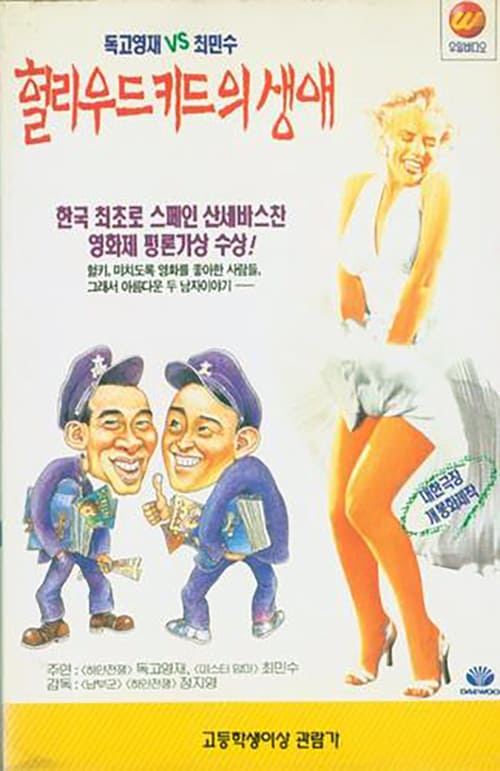 독고영재 VS 최민수
헐리우드키드의 생애
우일비디오
한국 최초로 스페인 산세바스찬
영화제 평론가상 수상!
헐키, 미치도록 영화를 좋아한 사람들,
그래서 아름다운 두 남자이야기 ──
대한극장
개봉화제작
주연 : <하얀전쟁> 독고영재, <미스터 맘마> 최민수
감독 : <남부군> <하얀전쟁> 정지영
DAEWOO
고등학생이상 관람가